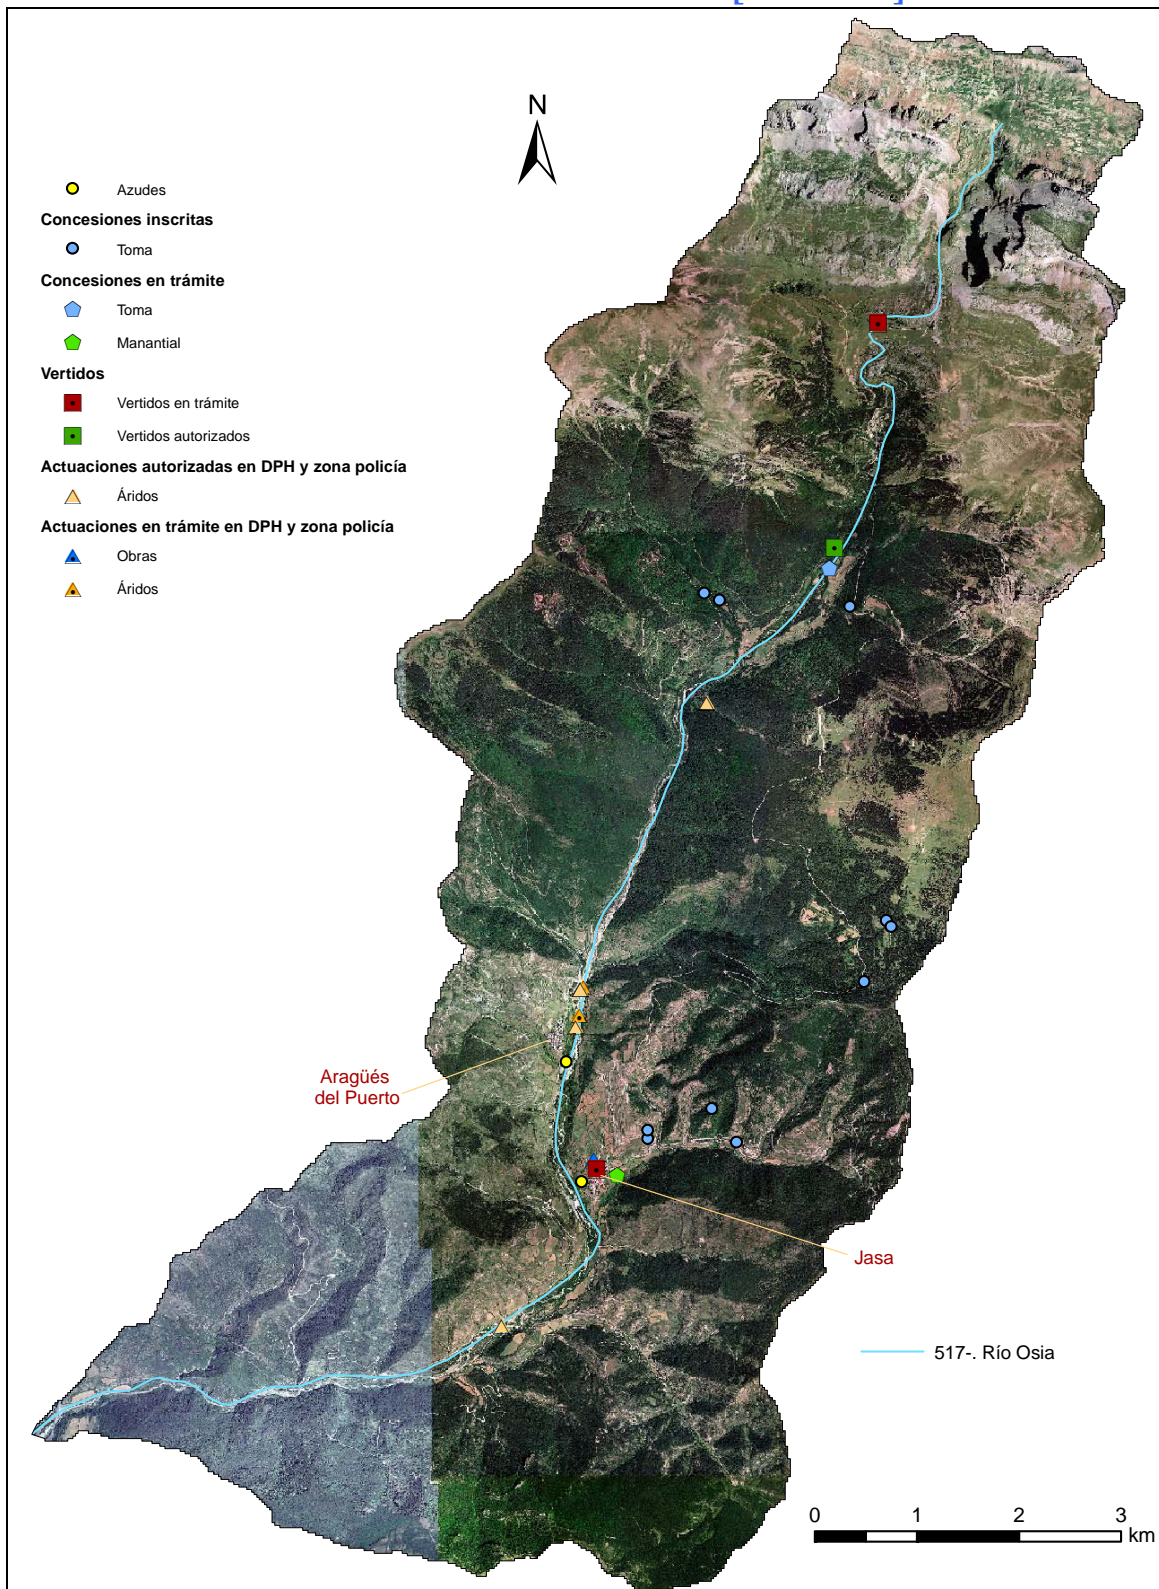 N
Azudes
Concesiones inscritas
Toma
Concesiones en trámite
Toma
Manantial
Vertidos
Vertidos en trámite
Vertidos autorizados
Actuaciones autorizadas en DPH y zona policía
Áridos
Actuaciones en trámite en DPH y zona policía
Obras
Áridos
Aragüés
del Puerto
Jasa
517-. Río Osia
0 1 2 3
km